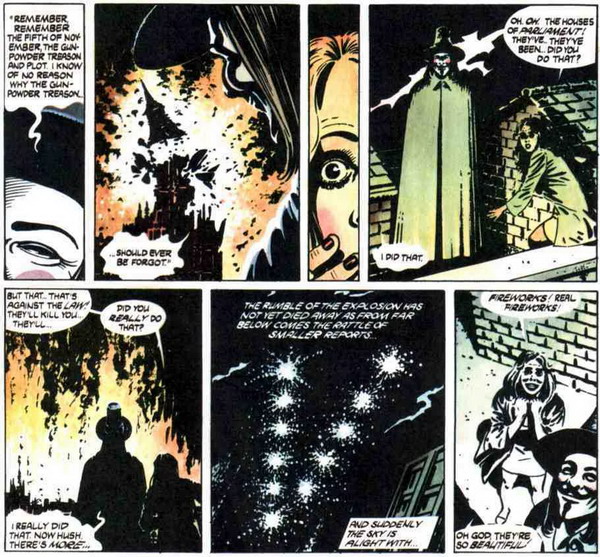 "REMEMBER,
REMEMBER
THE FIFTH OF NOV-
EMBER, THE GUN-
POWDER TREASON
AND PLOT. I KNOW
OF NO REASON
WHY THE GUN-
POWDER TREASON...
...SHOULD EVER
BE FORGOT."
OH. OH. THE HOUSES
OF PARLIAMENT!
THEY'VE.. THEY'VE
BEEN.. DID YOU
DO THAT?
I DID THAT.
BUT THAT.. THAT'S
AGAINST THE LAW!
THEY'LL KILL YOU..
THEY'LL...
DID YOU
REALLY DO
THAT?
I REALLY DID
THAT. NOW HUSH.
THERE'S MORE...
THE RUMBLE OF THE EXPLOSION HAS
NOT YET DIED AWAY AS FROM FAR
BELOW COMES THE RATTLE OF
SMALLER REPORTS...
AND SUDDENLY
THE SKY IS
ALIGHT WITH...
FIREWORKS! REAL
FIREWORKS!
OH GOD, THEY'RE,
SO BEAUTIFUL